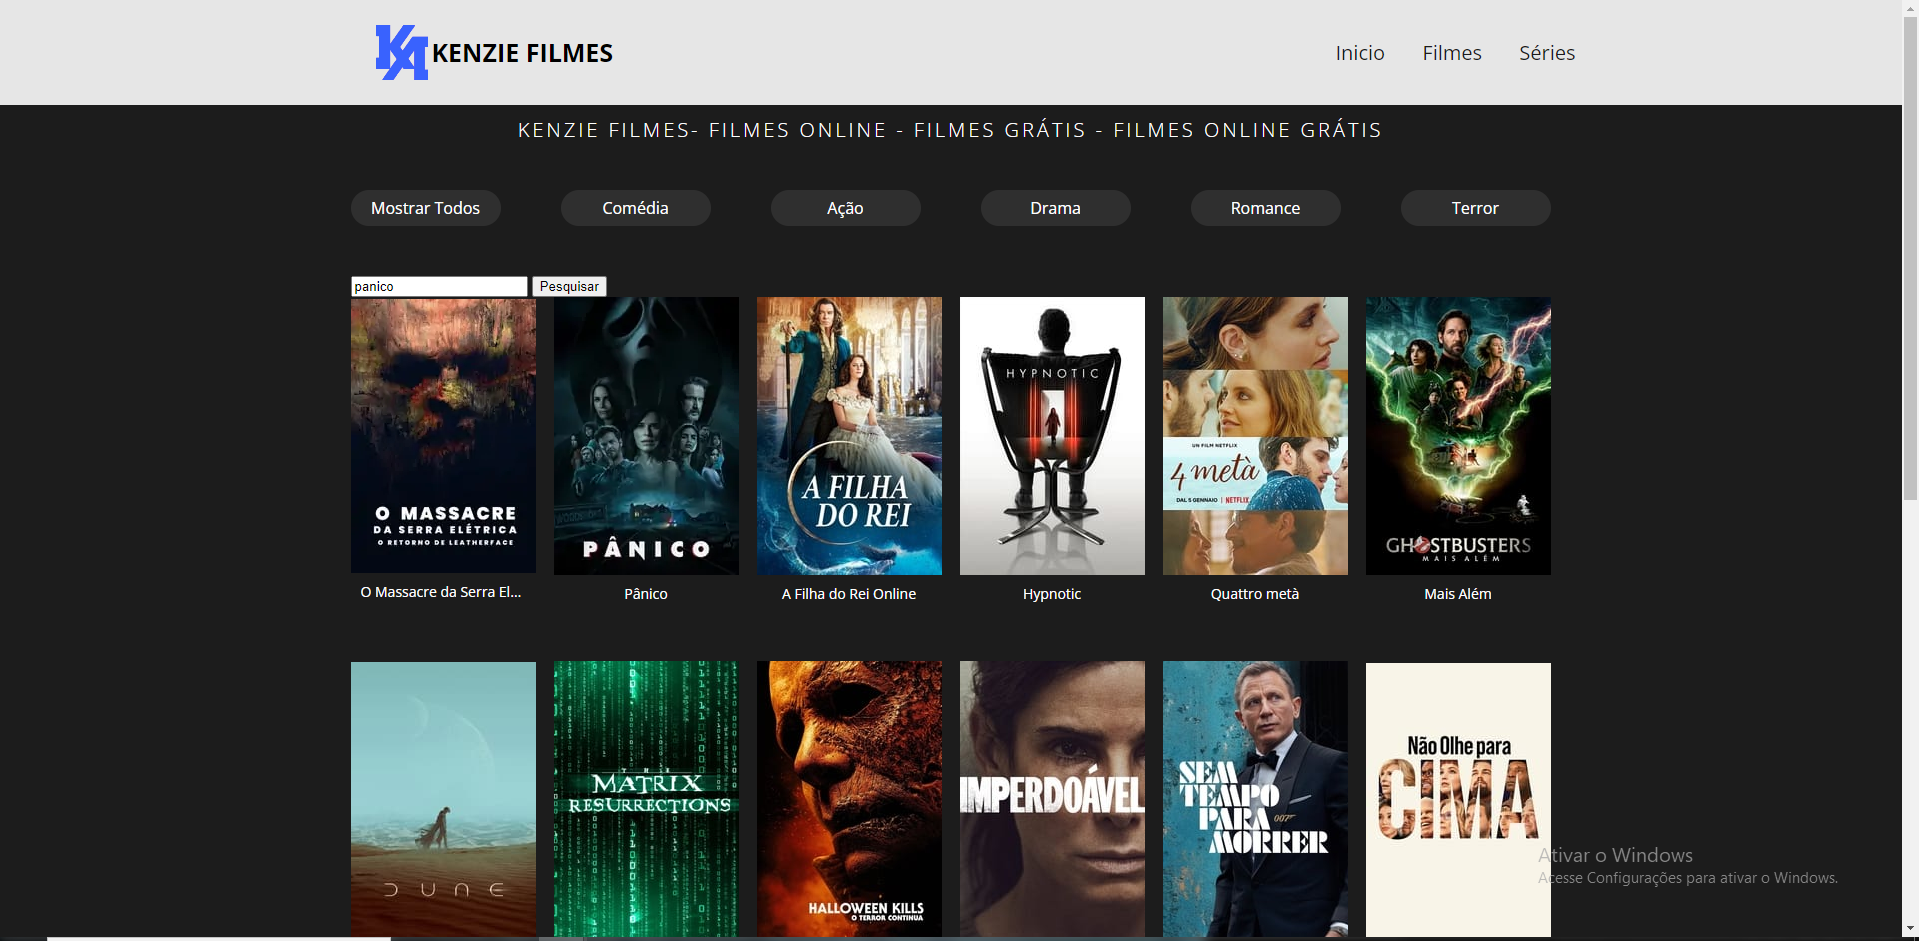 KENZIE FILMES
Inicio Filmes Séries
KENZIE FILMES- FILMES ONLINE - FILMES GRÁTIS - FILMES ONLINE GRÁTIS
Mostrar Todos Comédia Ação Drama Romance Terror
panico Pesquisar
O MASSACRE
DA SERRA ELÉTRICA
O RETORNO DE LEATHERFACE
O Massacre da Serra El...
PÂNICO
Pânico
A FILHA
DO REI
A Filha do Rei Online
HYPNOTIC
Hypnotic
UN FILM NETFLIX
4 metà
DAL 5 GENNAIO | NETFLIX
Quattro metà
GHOSTBUSTERS
MAIS ALÉM
Mais Além
DUNE
THE
MATRIX
RESURRECTIONS
HALLOWEEN KILLS
O TERROR CONTINUA
IMPERDOÁVEL
SEM
TEMPO
PARA 007
MORRER
Não Olhe para
CIMA
Ativar o Windows
Acesse Configurações para ativar o Windows.